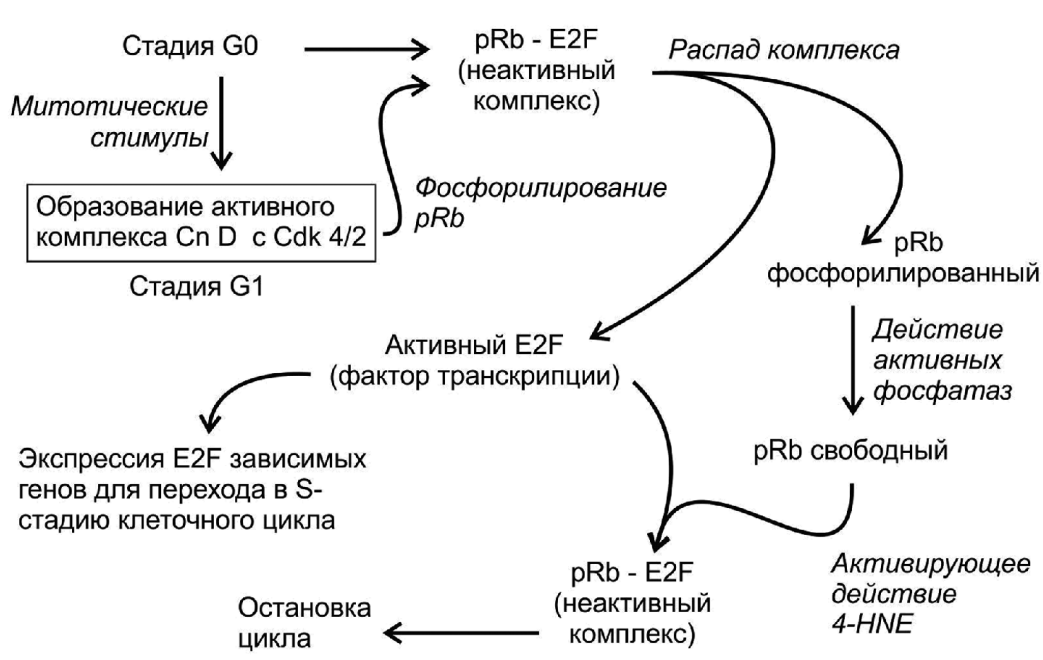 Стадия G0
pRb - E2F
(неактивный
комплекс)
Распад комплекса
Митотические
стимулы
Фосфорилирование
pRb
Образование активного
комплекса Cn D с Cdk 4/2
Стадия G1
pRb
фосфорилированный
Действие
активных
фосфатаз
Активный E2F
(фактор транскрипции)
pRb свободный
Экспрессия E2F зависимых
генов для перехода в S-
стадию клеточного цикла
Активирующее
действие
4-HNE
pRb - E2F
(неактивный
комплекс)
Остановка
цикла